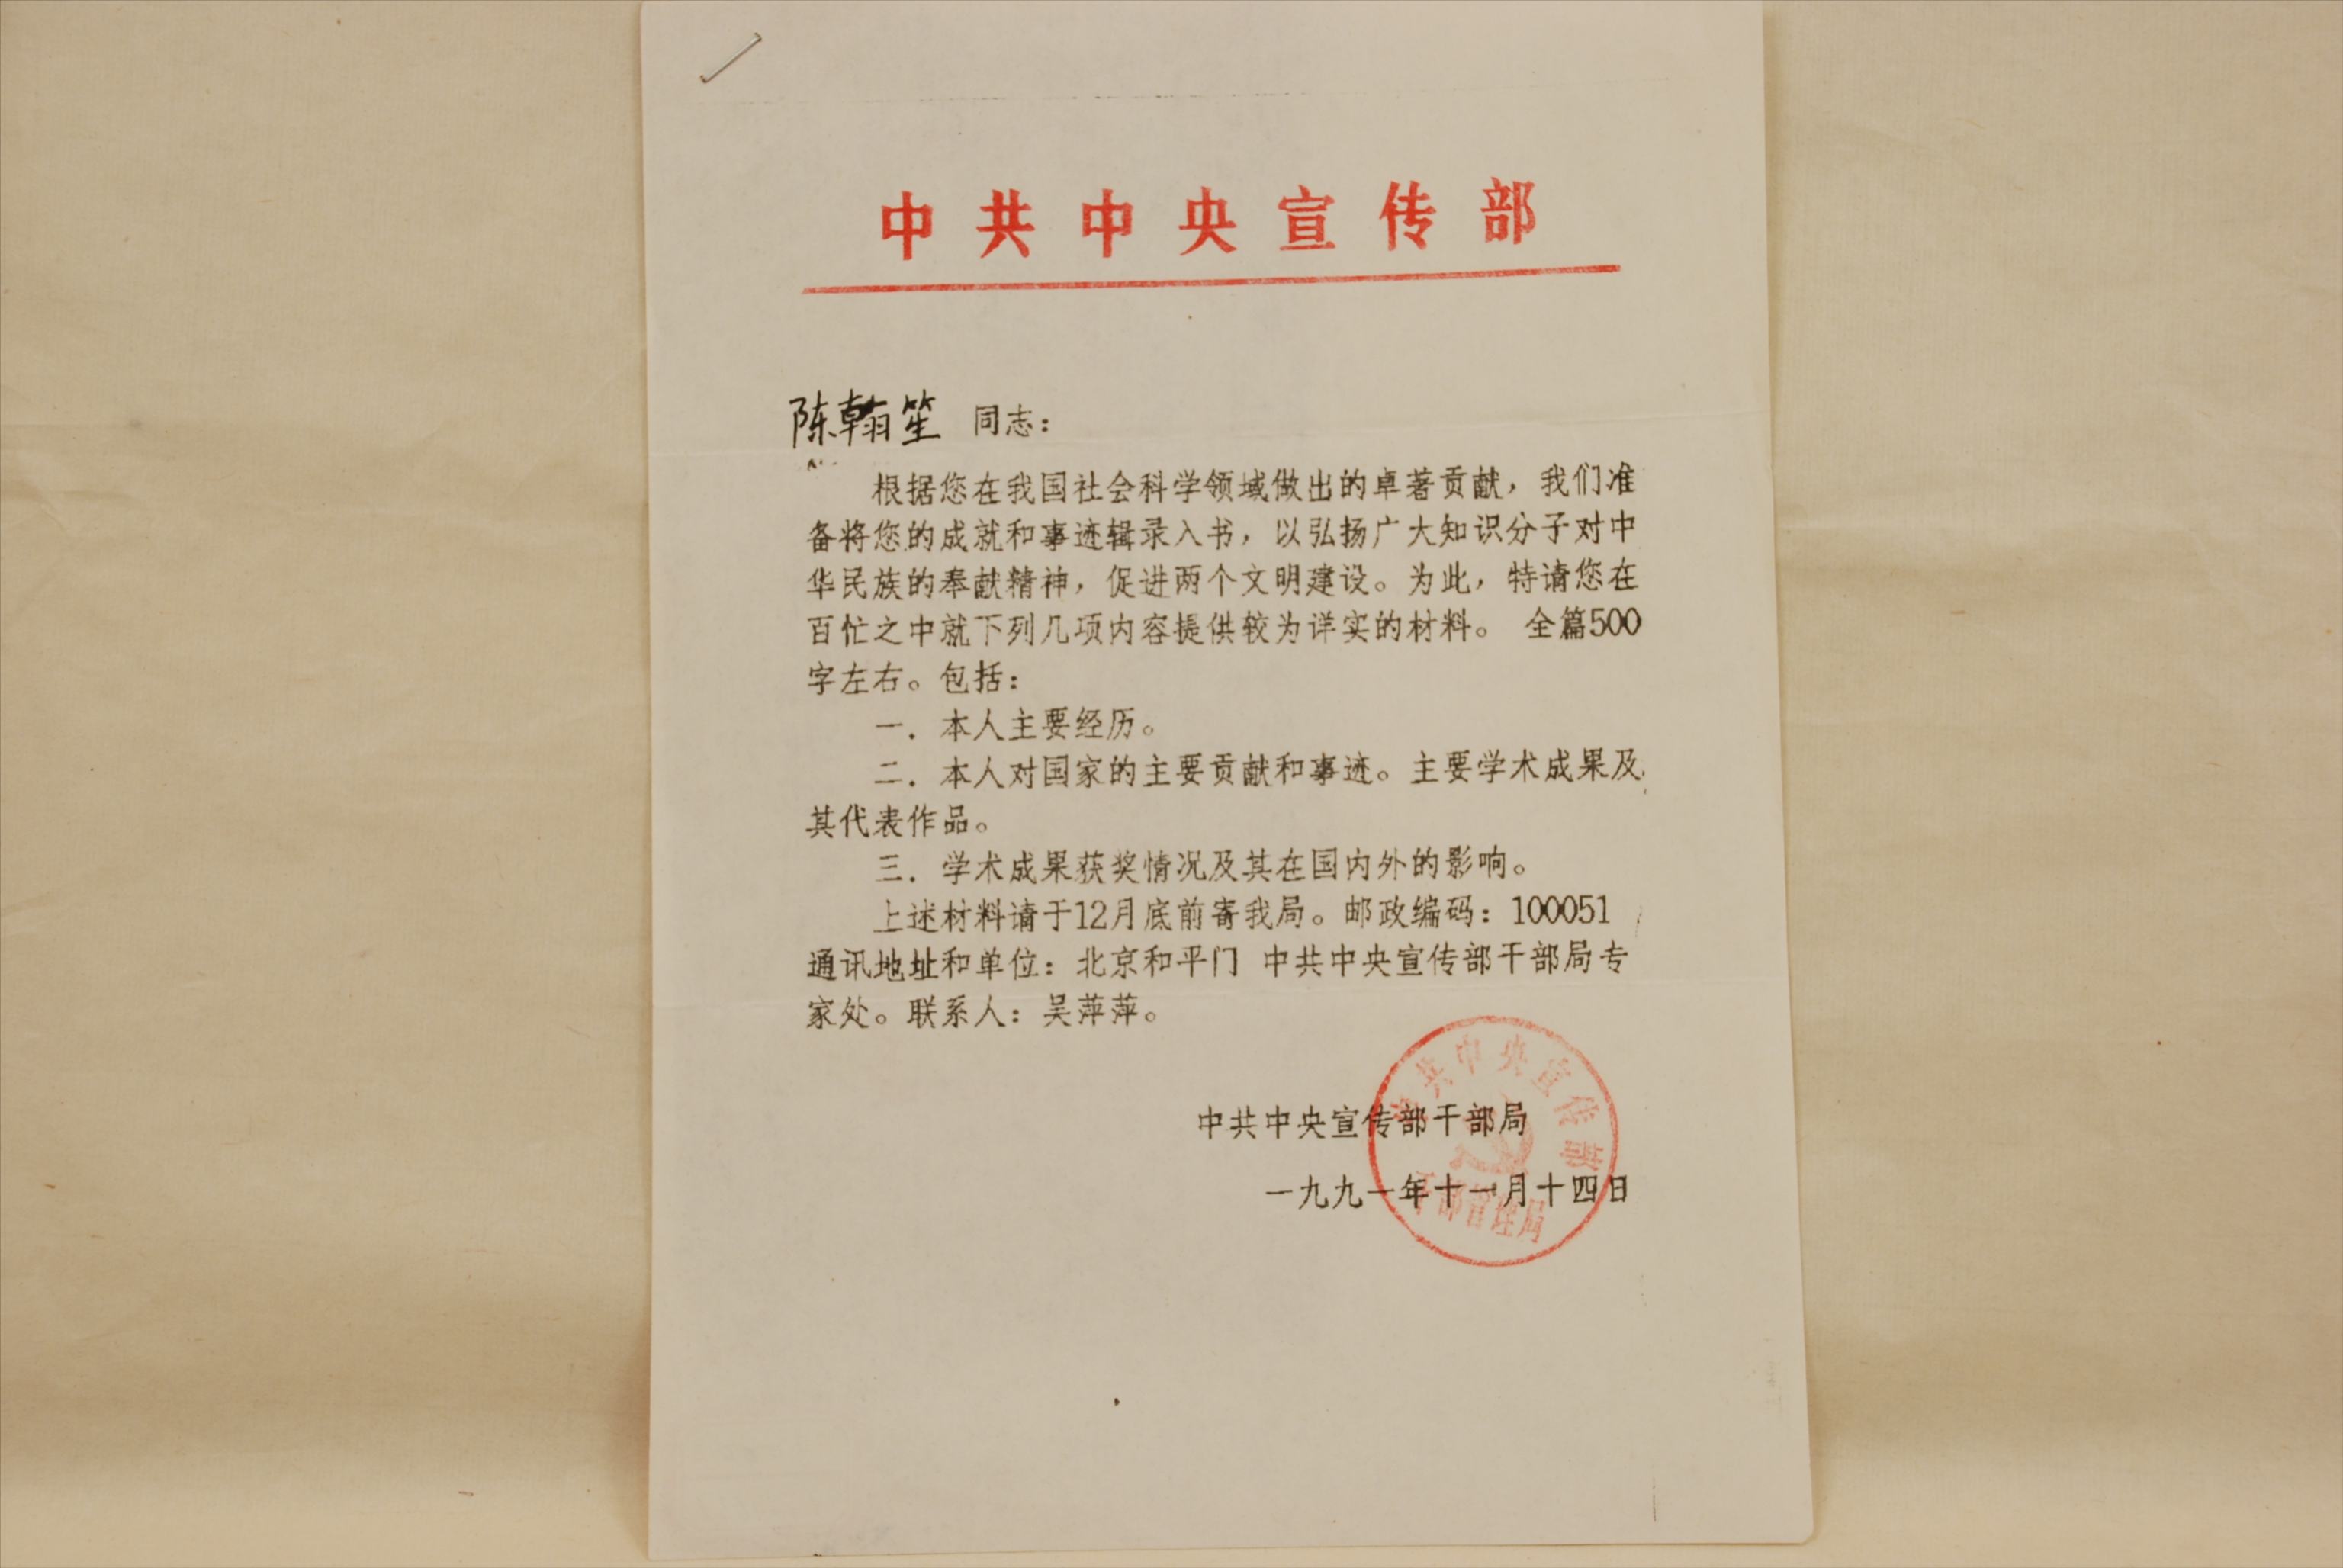 中共中央宣传部
陈翰笙 同志：
根据您在我国社会科学领域做出的卓著贡献，我们准
备将您的成就和事迹辑录入书，以弘扬广大知识分子对中
华民族的奉献精神，促进两个文明建设。为此，特请您在
百忙之中就下列几项内容提供较为详实的材料。 全篇500
字左右。包括：
一．本人主要经历。
二．本人对国家的主要贡献和事迹。主要学术成果及
其代表作品。
三．学术成果获奖情况及其在国内外的影响。
上述材料请于12月底前寄我局。邮政编码：100051
通讯地址和单位：北京和平门 中共中央宣传部干部局专
家处。联系人：吴萍萍。
中共中央宣传部干部局
一九九一年十一月十四日
中共中央宣传部
干部管理局